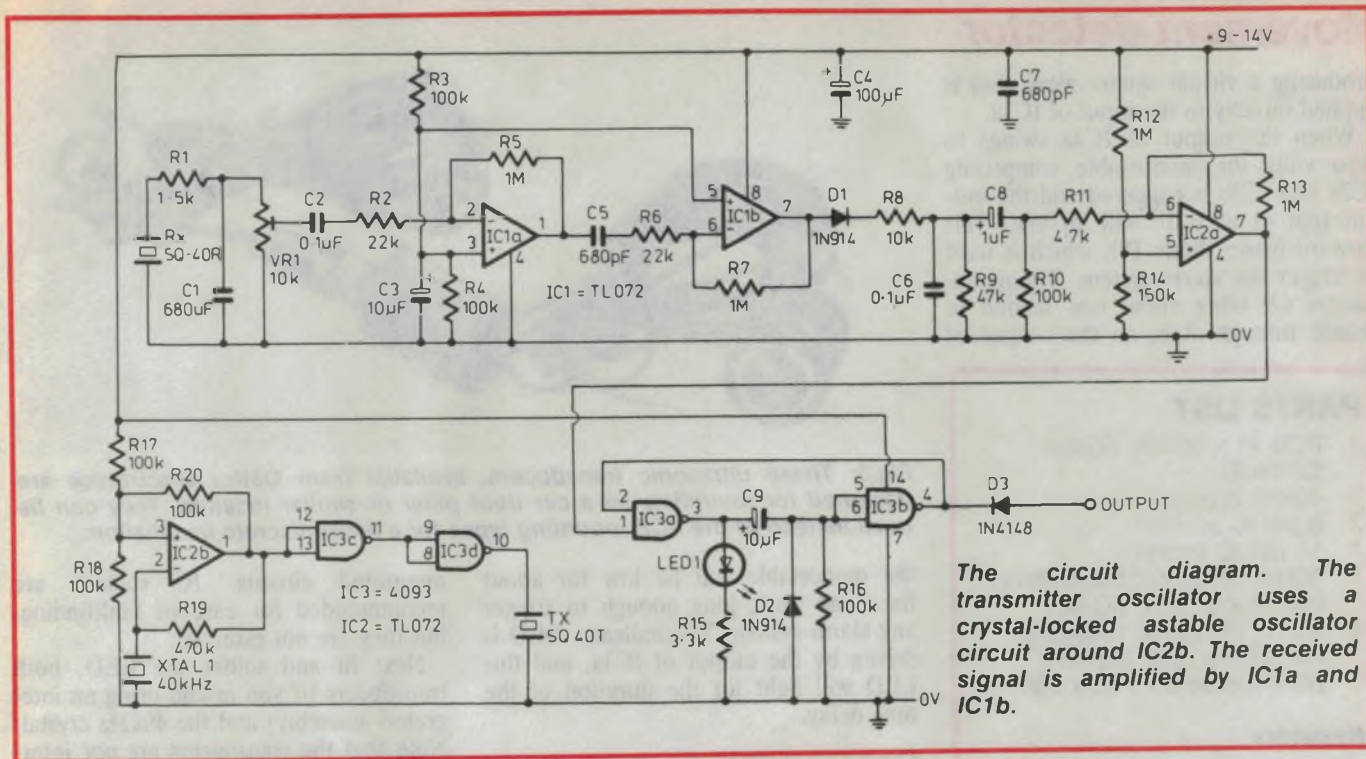 ovement detector
+9-14V
R3
100k
C4
100µF
C7
680pF
R12
1M
R5
1M
R1
1·5k
C2
0·1µF
R2
22k
C5
680pF
R6
22k
5
8
IC1b
6
7
D1
1N914
R8
10k
C8
1µF
R11
4·7k
6
8
IC2a
7
5
4
R13
1M
2
IC1a
1
3
4
Rx
SQ-40R
VR1
10k
C1
680uF
C3
10µF
R4
100k
IC1 = TL072
R7
1M
C6
0·1µF
R9
47k
R10
100k
R14
150k
0V
R17
100k
R20
100k
3
IC2b
2
12
13
IC3c
11
9
8
IC3d
10
2
1
IC3a
3
C9
10µF
5
6
14
IC3b
4
7
D3
1N4148
OUTPUT
R18
100k
R19
470k
XTAL
40kHz
IC3 = 4093
IC2 = TL072
TX
SQ 40T
LED1
R15
3·3k
D2
1N914
R16
100k
0V
The circuit diagram. The
transmitter oscillator uses a
crystal-locked astable oscillator
circuit around IC2b. The received
signal is amplified by IC1a and
IC1b.
PARTS LIST